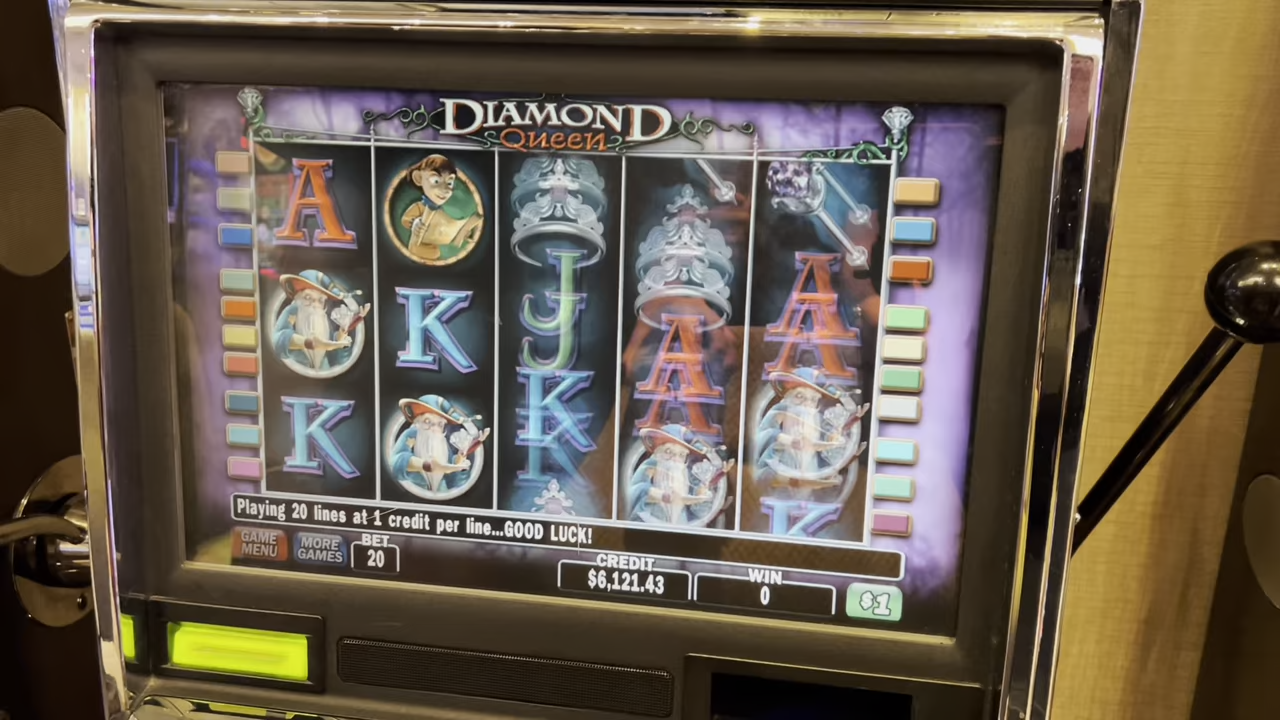 DIAMOND
Queen
A
K
K
K
J
K
A
A
K
Playing 20 lines at 1 credit per line...GOOD LUCK!
GAME MENU
MORE GAMES
BET
20
CREDIT
$6,121.43
WIN
0
$1